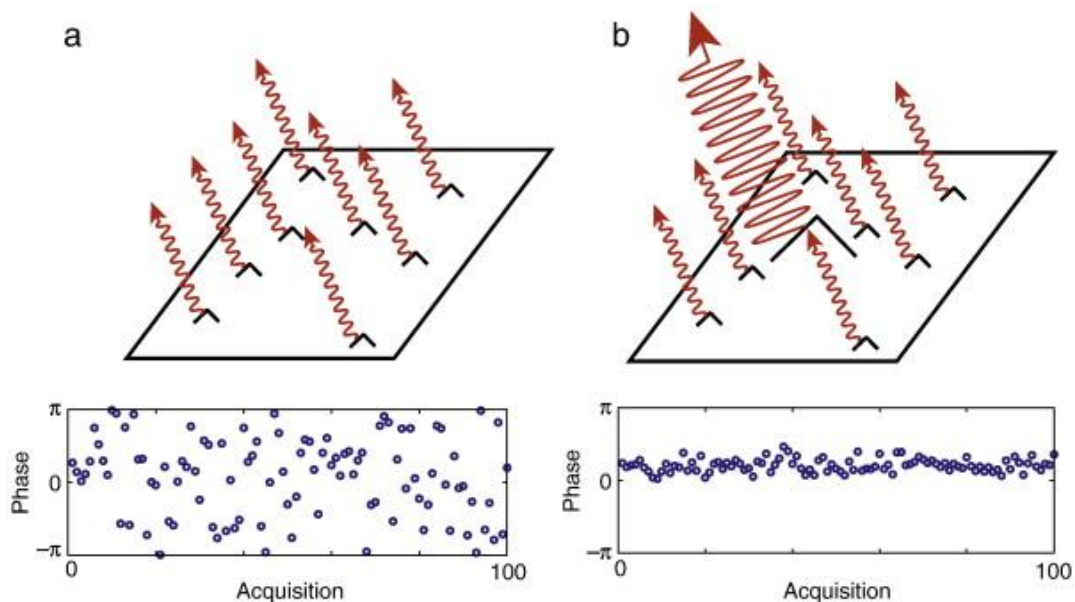 a
b
π
0
−π
Phase
0
100
Acquisition
π
0
−π
Phase
0
100
Acquisition